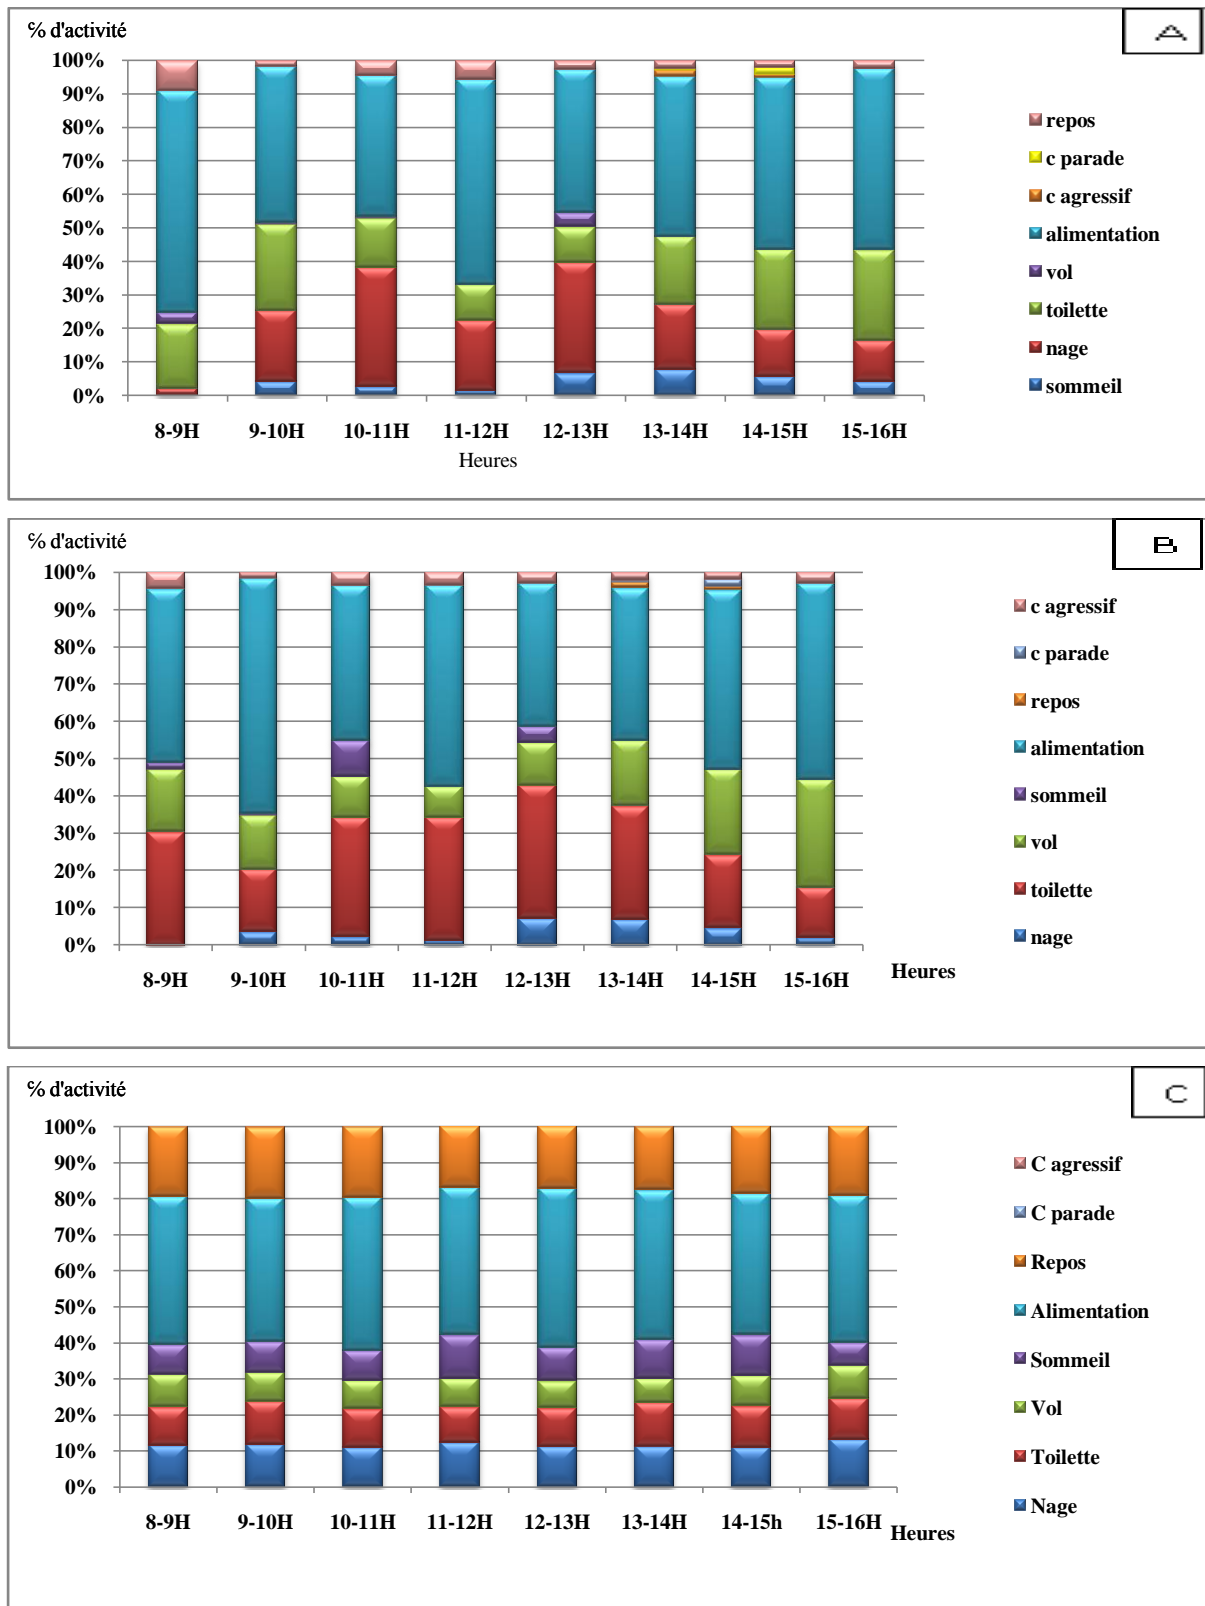 % d'activité
A
100%
90%
80%
70%
60%
50%
40%
30%
20%
10%
0%
8-9H 9-10H 10-11H 11-12H 12-13H 13-14H 14-15H 15-16H
Heures
repos
c parade
c agressif
alimentation
vol
toilette
nage
sommeil
% d'activité
B
100%
90%
80%
70%
60%
50%
40%
30%
20%
10%
0%
8-9H 9-10H 10-11H 11-12H 12-13H 13-14H 14-15H 15-16H
Heures
c agressif
c parade
repos
alimentation
sommeil
vol
toilette
nage
% d'activité
C
100%
90%
80%
70%
60%
50%
40%
30%
20%
10%
0%
8-9H 9-10H 10-11H 11-12H 12-13H 13-14H 14-15h 15-16H
Heures
C agressif
C parade
Repos
Alimentation
Sommeil
Vol
Toilette
Nage